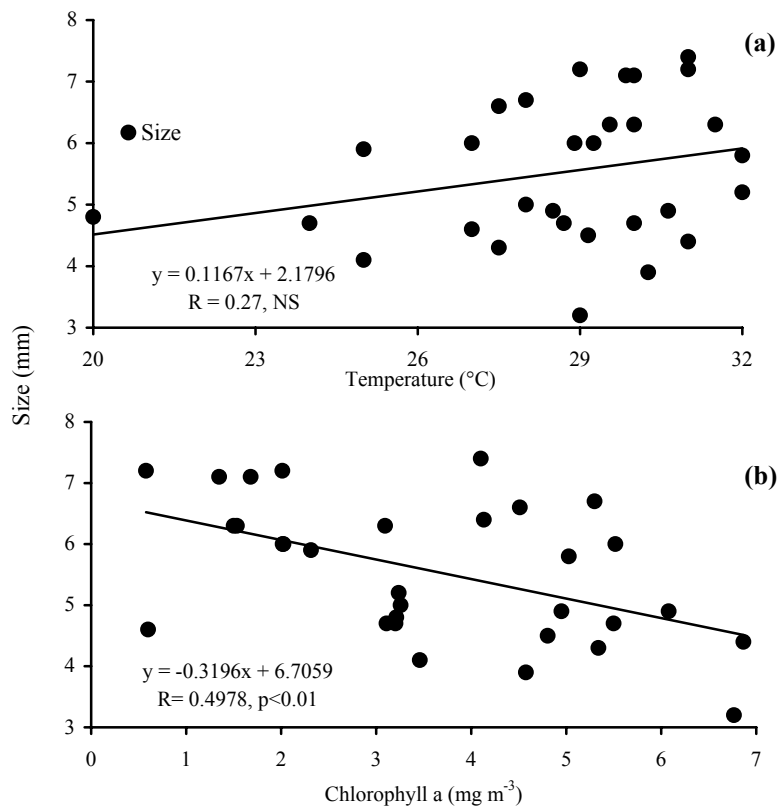 8
(a)
7
6
Size
5
4
y = 0.1167x + 2.1796
R = 0.27, NS
3
20 23 26 29 32
Temperature (°C)
Size (mm)
8
(b)
7
6
5
4
y = -0.3196x + 6.7059
R= 0.4978, p<0.01
3
0 1 2 3 4 5 6 7
Chlorophyll a (mg m⁻³)